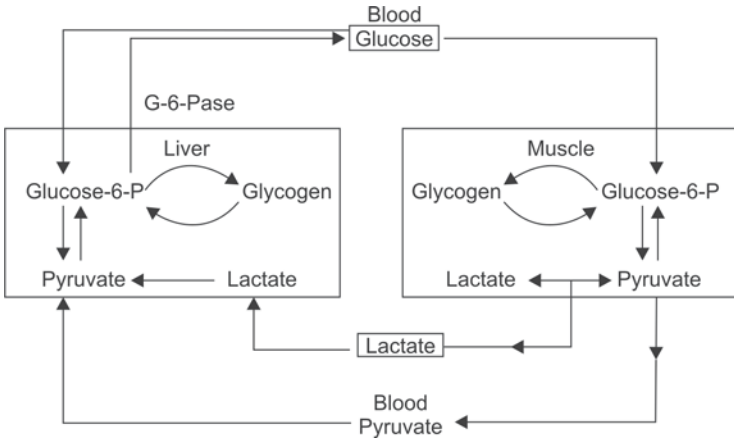 Blood
Glucose
G-6-Pase
Liver
Muscle
Glucose-6-P
Glycogen
Glycogen
Glucose-6-P
Pyruvate
Lactate
Lactate
Pyruvate
Lactate
Blood
Pyruvate